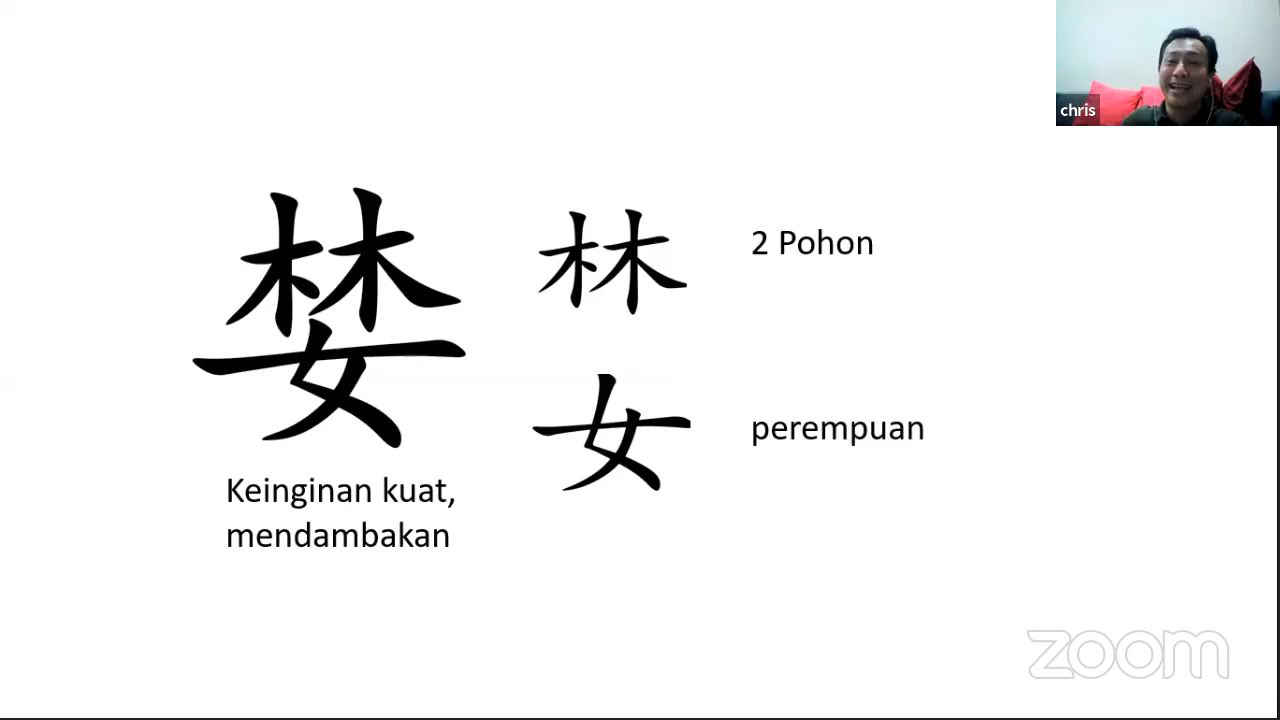 chris
婪
林
2 Pohon
女
perempuan
Keinginan kuat,
mendambakan
zoom